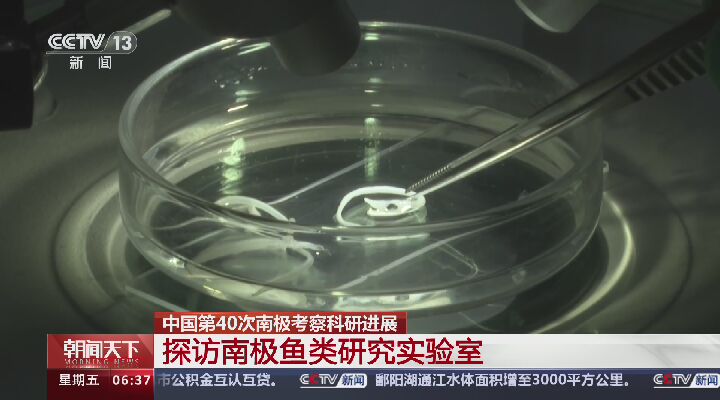 CCTV 13
新闻
中国第40次南极考察科研进展
朝闻天下
MORNING NEWS
探访南极鱼类研究实验室
星期五 06:37 市公积金互认互贷。 CCTV新闻 鄱阳湖通江水体面积增至3000平方公里。 CCTV新闻